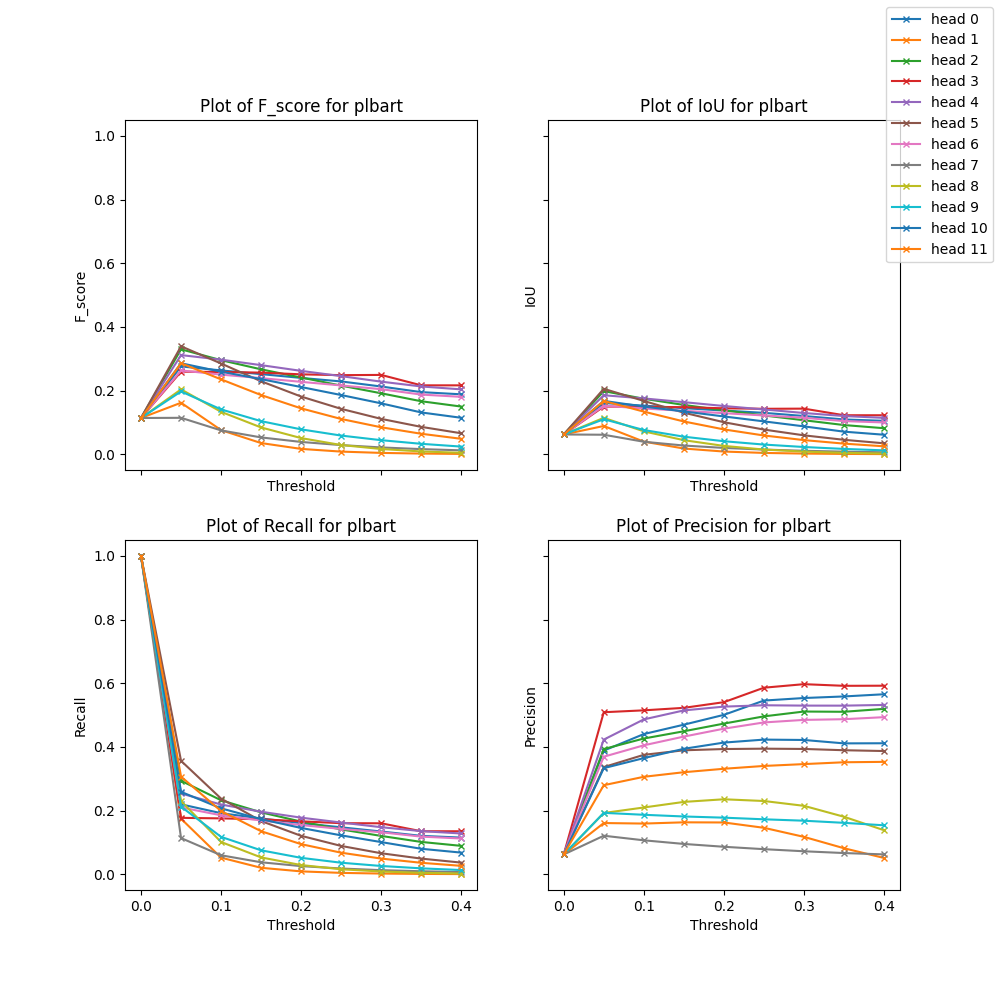 head 0
head 1
head 2
head 3
head 4
head 5
head 6
head 7
head 8
head 9
head 10
head 11
Plot of F_score for plbart
1.0
0.8
0.6
0.4
0.2
0.0
F_score
Threshold
Plot of IoU for plbart
IoU
Threshold
Plot of Recall for plbart
1.0
0.8
0.6
0.4
0.2
0.0
Recall
0.0 0.1 0.2 0.3 0.4
Threshold
Plot of Precision for plbart
Precision
0.0 0.1 0.2 0.3 0.4
Threshold